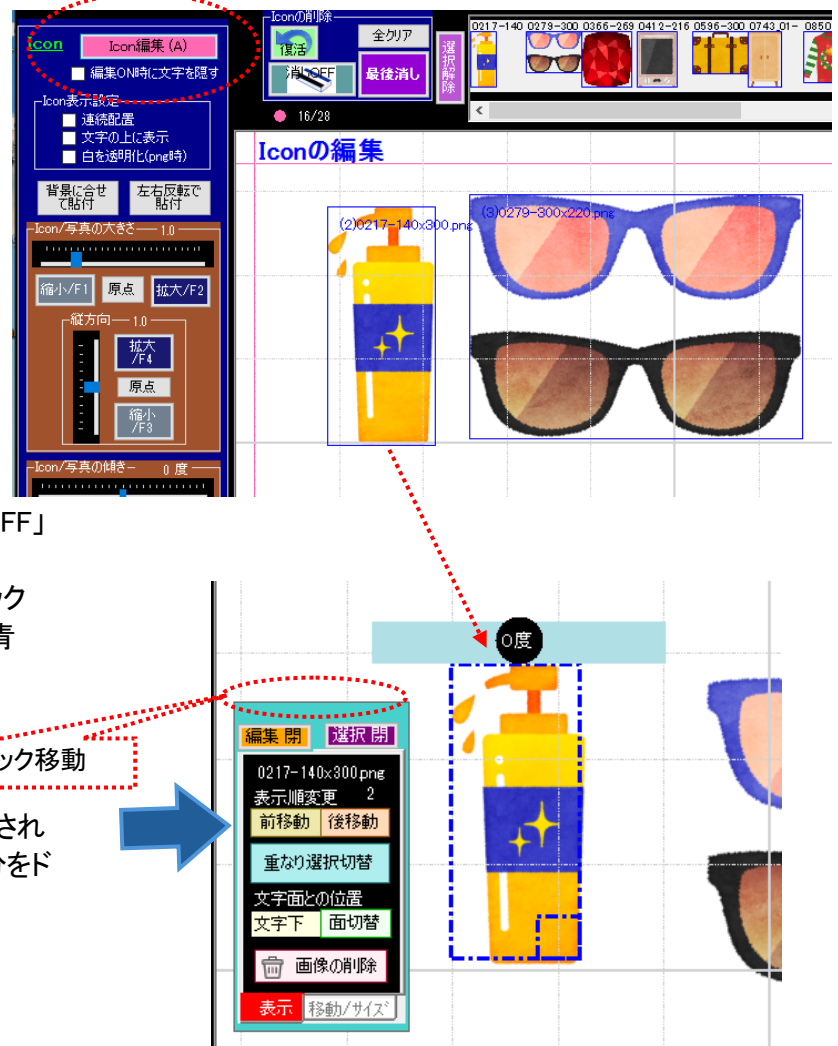 Icon
Icon編集(A)
編集ON時に文字を隠す
Icon表示設定
連続配置
文字の上に表示
白を透明化(png時)
背景に合せ
て貼付
左右反転で
貼付
Icon/写真の大きさ 1.0
縮小/F1
原点
拡大/F2
縦方向 1.0
拡大
/F4
原点
縮小
/F3
Icon/写真の傾き 0 度
Iconの削除
復活
全クリア
消しOFF
最後消し
選択解除
16/28
0217-140 0279-300 0366-269 0412-216 0596-300 0743_01- 0850
Iconの編集
(2)0217-140x300.png
(3)0279-300x220.png
FF」
ック
青
ック移動
され
分をド
0度
編集 閉
選択 閉
0217-140x300png
表示順変更 2
前移動
後移動
重なり選択切替
文字面との位置
文字下
面切替
画像の削除
表示
移動/サイズ